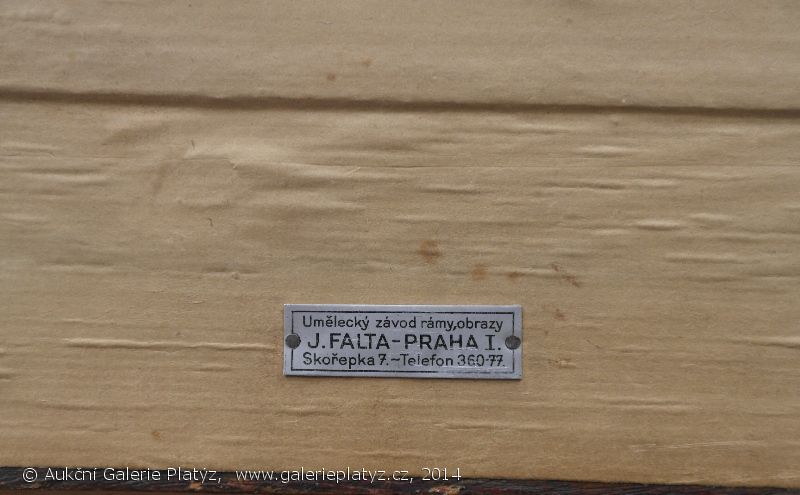 Umělecký závod rámy,obrazy
J. FALTA-PRAHA I.
Skořepka 7.-Telefon 360-77.
© Aukční Galerie Platýz, www.galerieplatyz.cz, 2014